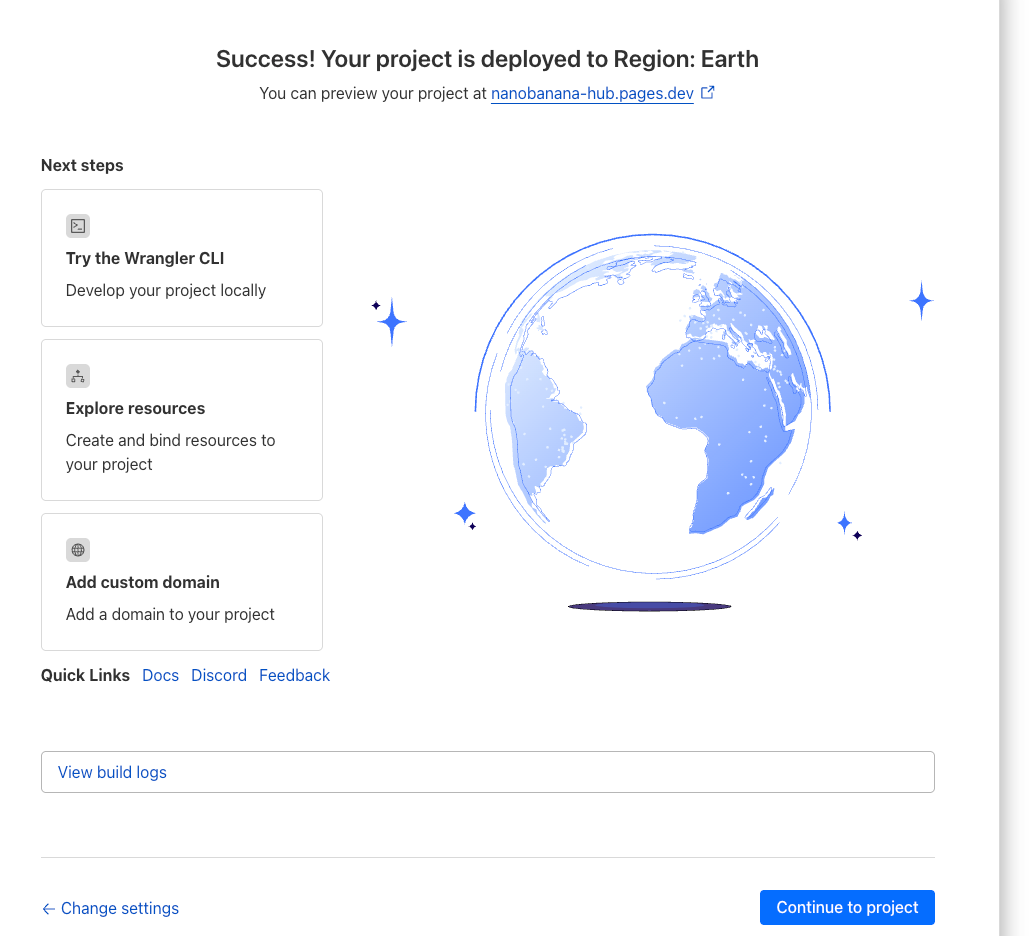 Success! Your project is deployed to Region: Earth
You can preview your project at nanobanana-hub.pages.dev
Next steps
Try the Wrangler CLI
Develop your project locally
Explore resources
Create and bind resources to
your project
Add custom domain
Add a domain to your project
Quick Links Docs Discord Feedback
View build logs
← Change settings
Continue to project